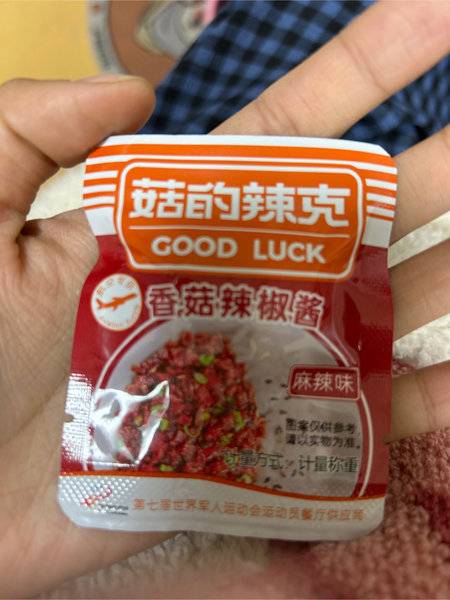 菇的辣克
GOOD LUCK
香菇辣椒酱
麻辣味
图案仅供参考
请以实物为准。
计量方式：计量称重
第七届世界军人运动会运动员餐厅供应商